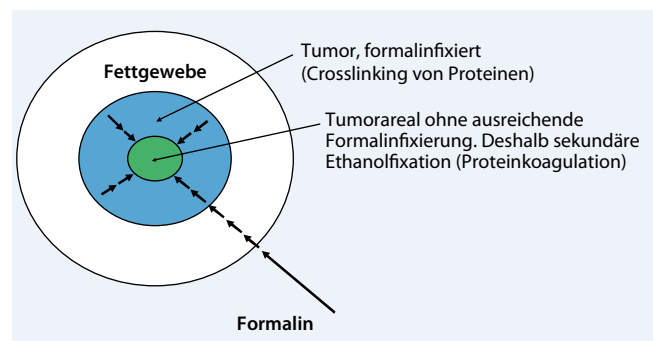 Tumor, formalinfixiert
(Crosslinking von Proteinen)
Fettgewebe
Tumorareal ohne ausreichende
Formalinfixierung. Deshalb sekundäre
Ethanolfixation (Proteinkoagulation)
Formalin